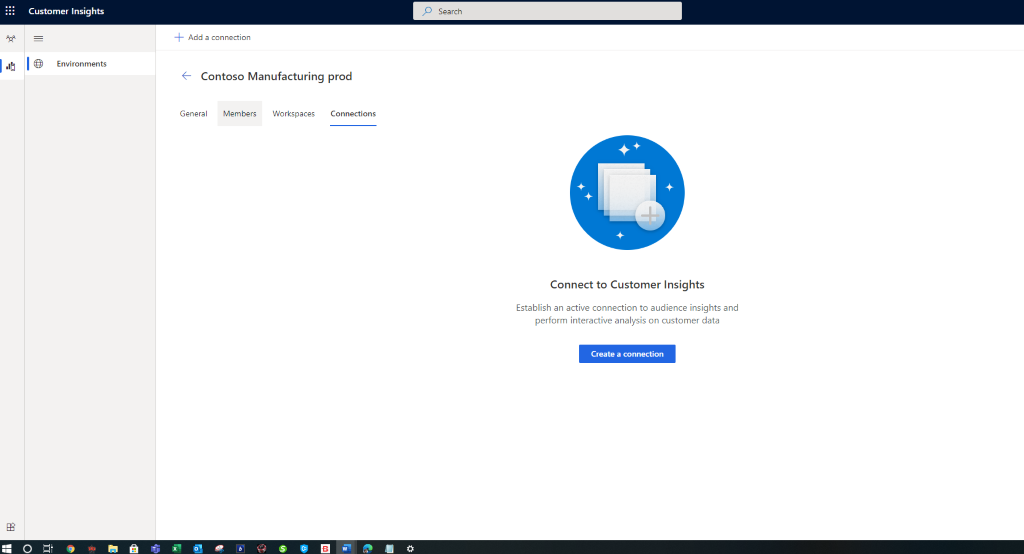 Customer Insights
Search
Add a connection
Environments
Contoso Manufacturing prod
General Members Workspaces Connections
Connect to Customer Insights
Establish an active connection to audience insights and
perform interactive analysis on customer data
Create a connection